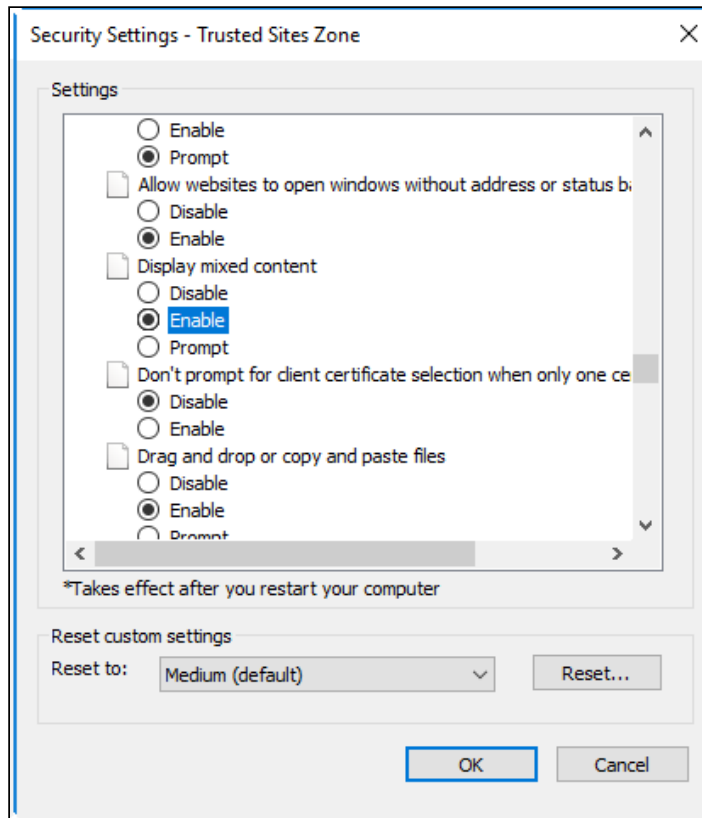 Security Settings - Trusted Sites Zone
Settings
Enable
Prompt
Allow websites to open windows without address or status ba
Disable
Enable
Display mixed content
Disable
Enable
Prompt
Don't prompt for client certificate selection when only one ce
Disable
Enable
Drag and drop or copy and paste files
Disable
Enable
Prompt
*Takes effect after you restart your computer
Reset custom settings
Reset to: Medium (default) Reset...
OK Cancel